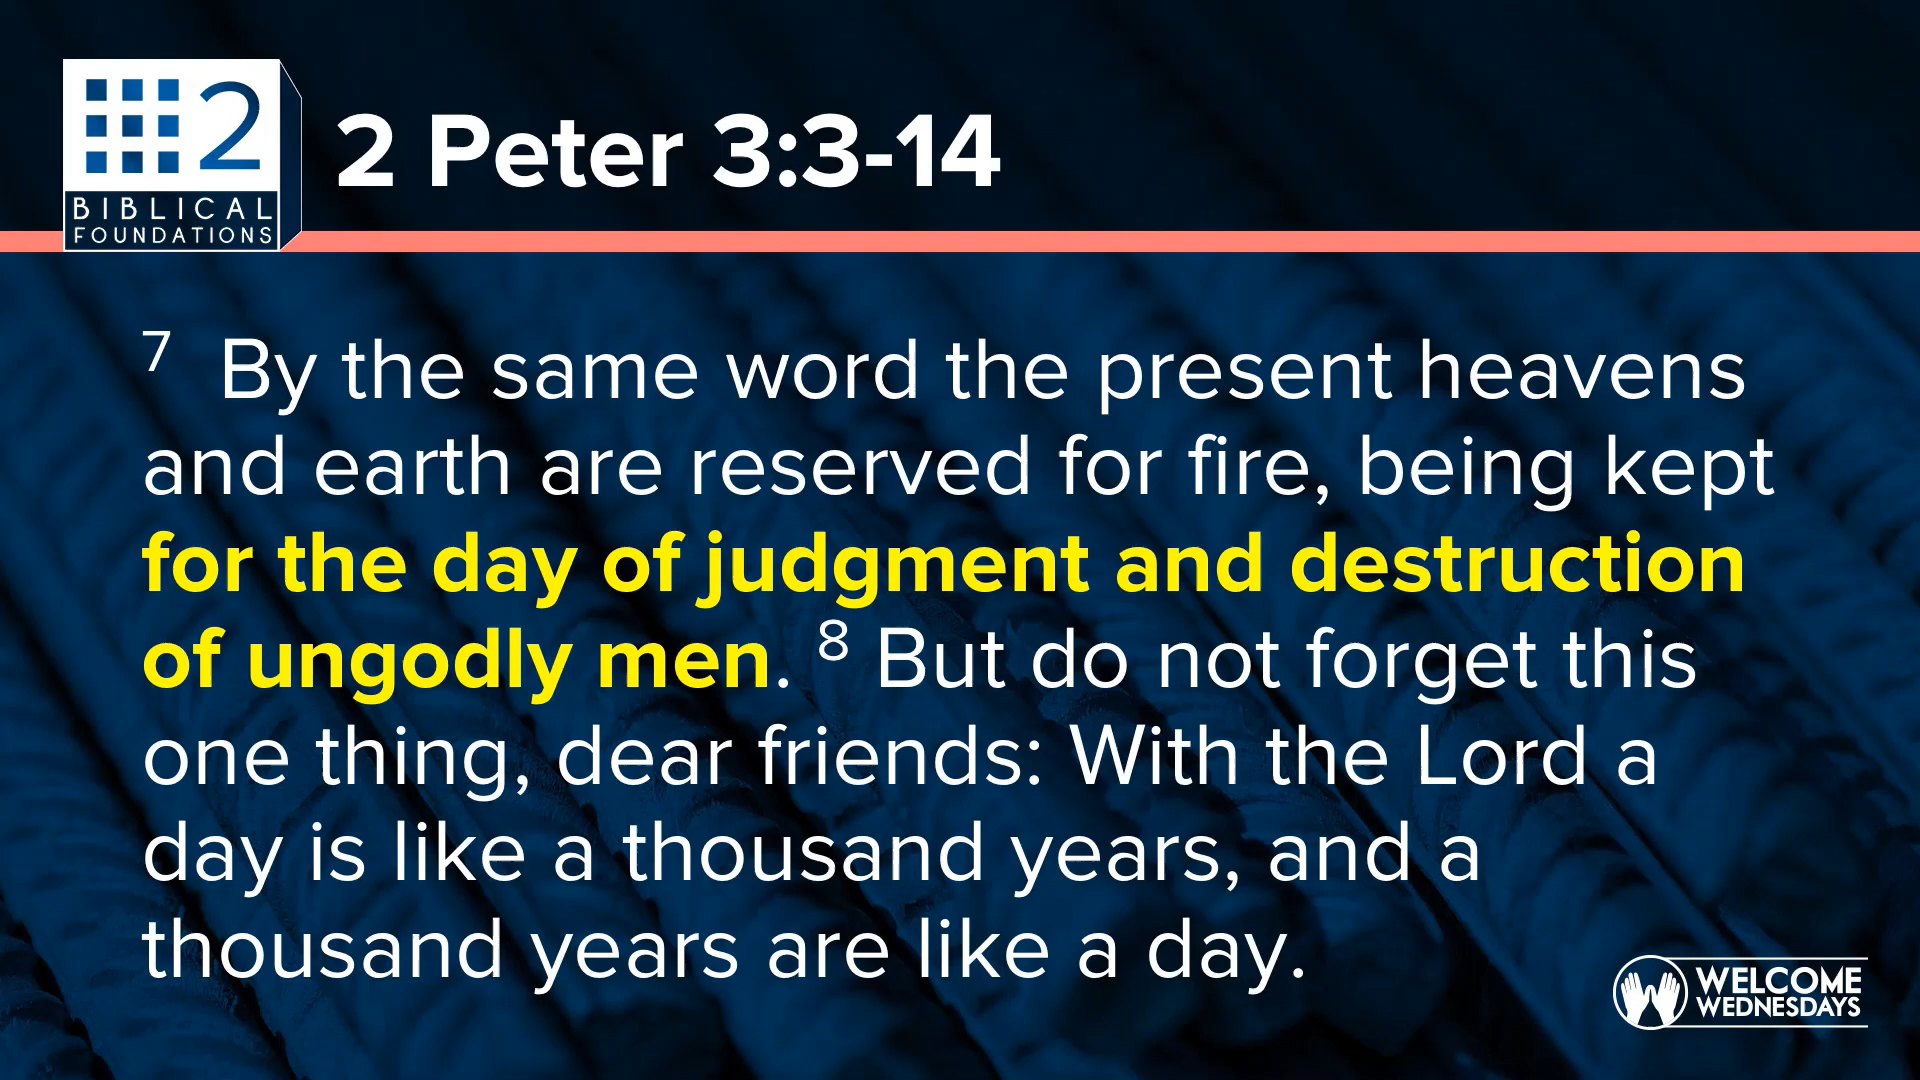 2
BIBLICAL
FOUNDATIONS
2 Peter 3:3-14
7 By the same word the present heavens
and earth are reserved for fire, being kept
for the day of judgment and destruction
of ungodly men. 8 But do not forget this
one thing, dear friends: With the Lord a
day is like a thousand years, and a
thousand years are like a day.
WELCOME
WEDNESDAYS